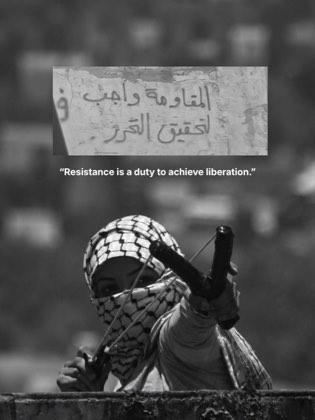 المقاومة واجب
لتحقيق التحرر
“Resistance is a duty to achieve liberation.”